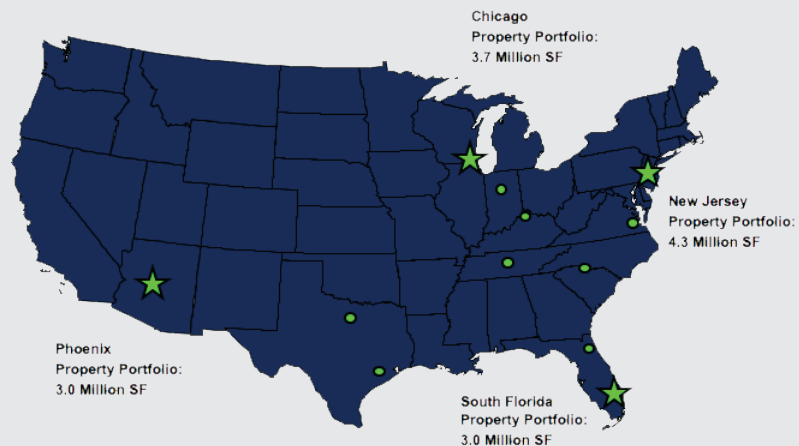 Chicago
Property Portfolio:
3.7 Million SF
New Jersey
Property Portfolio:
4.3 Million SF
Phoenix
Property Portfolio:
3.0 Million SF
South Florida
Property Portfolio:
3.0 Million SF